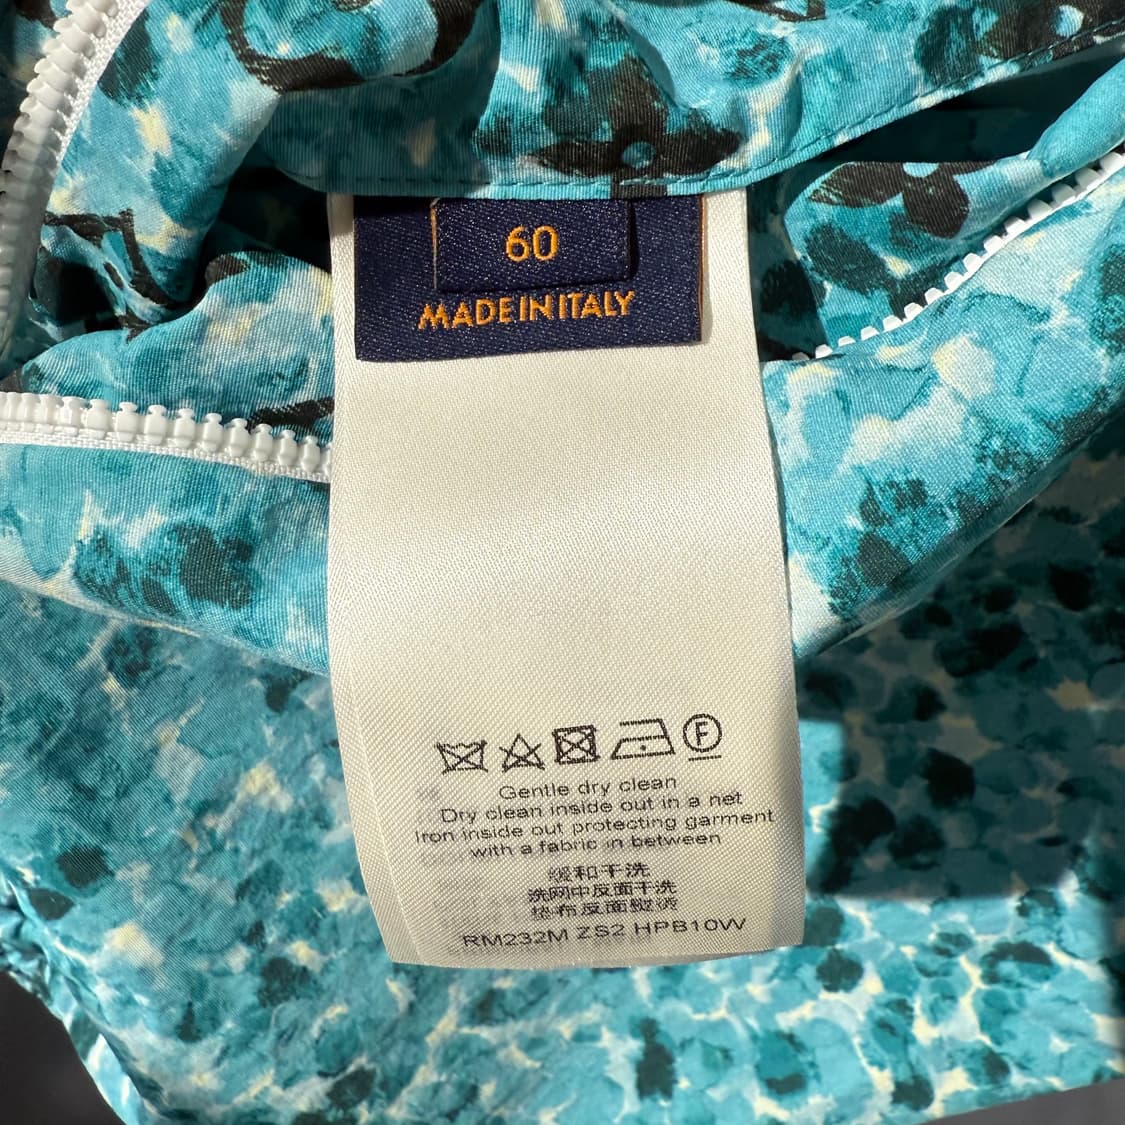 60
MADE IN ITALY
F
Gentle dry clean
Dry clean inside out in a net
Iron inside out protecting garment
with a fabric in between
缓和干洗
洗网中反面干洗
垫布反面熨烫
RM232M ZS2 HPB10W